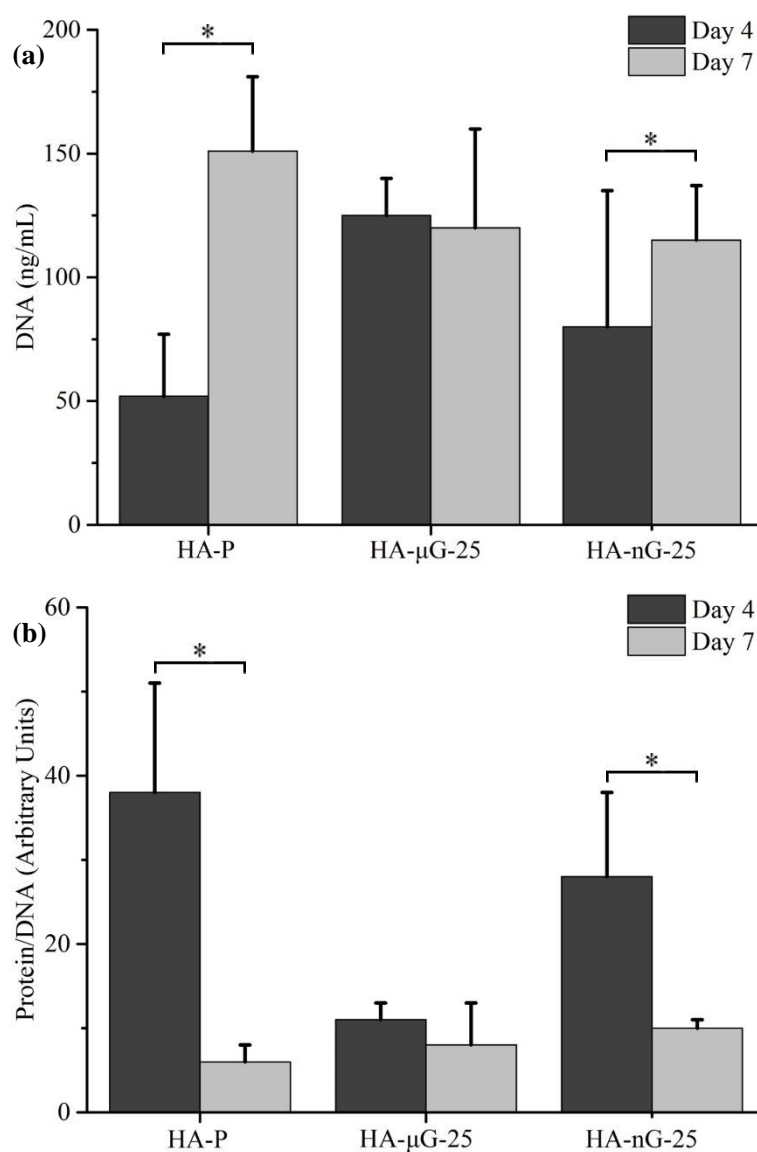 (a)
200
150
100
50
0
DNA (ng/mL)
Day 4
Day 7
*
*
HA-P
HA-μG-25
HA-nG-25
(b)
60
40
20
0
Protein/DNA (Arbitrary Units)
Day 4
Day 7
*
*
HA-P
HA-μG-25
HA-nG-25